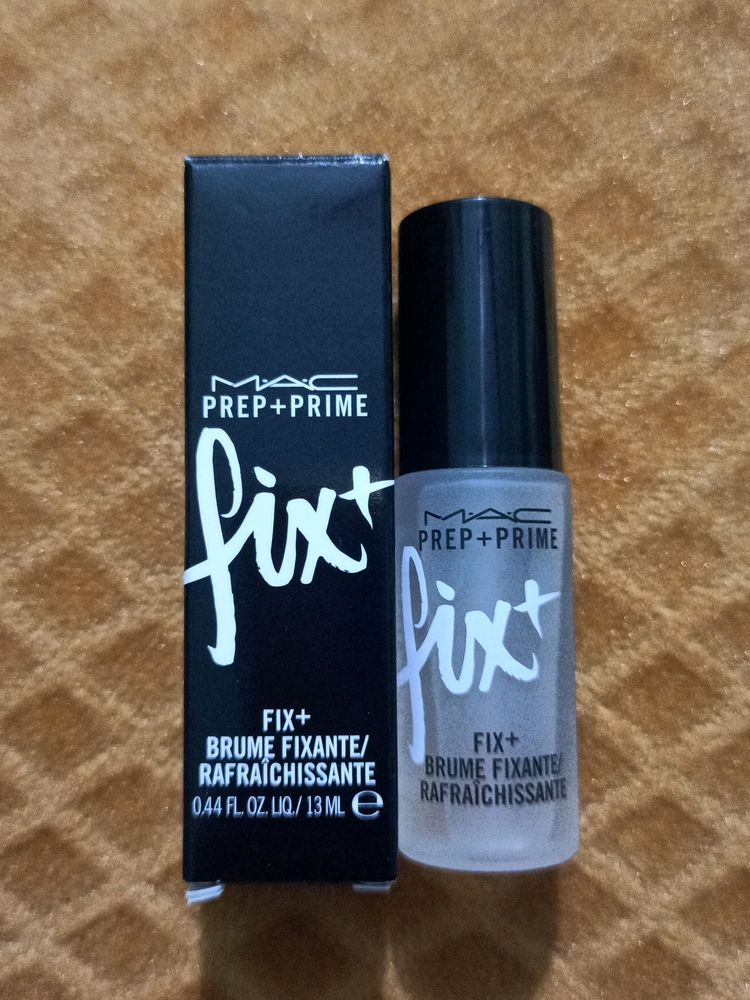 M·A·C
PREP+PRIME
fix+
FIX+
BRUME FIXANTE/
RAFRAÎCHISSANTE
0.44 FL. OZ. LIQ./ 13 ML ℮
M·A·C
PREP+PRIME
fix+
FIX+
BRUME FIXANTE/
RAFRAÎCHISSANTE